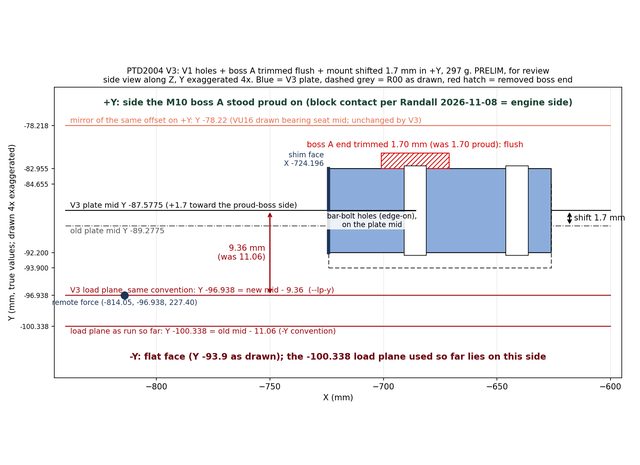 PTD2004 V3: V1 holes + boss A trimmed flush + mount shifted 1.7 mm in +Y, 297 g. PRELIM, for review
side view along Z, Y exaggerated 4x. Blue = V3 plate, dashed grey = R00 as drawn, red hatch = removed boss end
+Y: side the M10 boss A stood proud on (block contact per Randall 2026-11-08 = engine side)
mirror of the same offset on +Y: Y -78.22 (VU16 drawn bearing seat mid; unchanged by V3)
boss A end trimmed 1.70 mm (was 1.70 proud): flush
shim face
X -724.196
V3 plate mid Y -87.5775 (+1.7 toward the proud-boss side)
bar-bolt holes (edge-on),
on the plate mid
shift 1.7 mm
old plate mid Y -89.2775
9.36 mm
(was 11.06)
V3 load plane, same convention: Y -96.938 = new mid - 9.36 (--lp-y)
remote force (-814.05, -96.938, 227.40)
load plane as run so far: Y -100.338 = old mid - 11.06 (-Y convention)
-Y: flat face (Y -93.9 as drawn); the -100.338 load plane used so far lies on this side
Y (mm, true values; drawn 4x exaggerated)
-78.218
-82.955
-84.655
-92.200
-93.900
-96.938
-100.338
−800
−750
−700
−650
−600
X (mm)